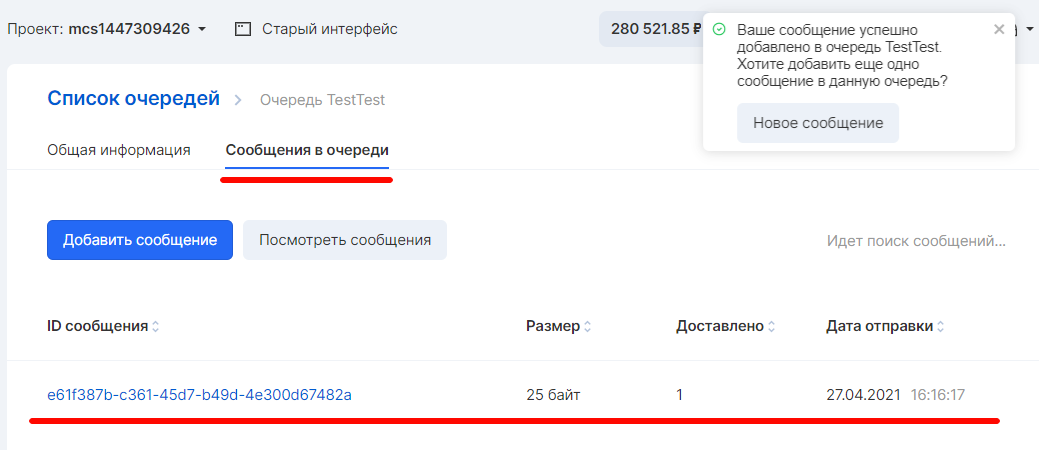 Проект: mcs1447309426
Старый интерфейс
280 521.85 ₽
Ваше сообщение успешно
добавлено в очередь TestTest.
Хотите добавить еще одно
сообщение в данную очередь?
Новое сообщение
Список очередей > Очередь TestTest
Общая информация
Сообщения в очереди
Добавить сообщение
Посмотреть сообщения
Идет поиск сообщений...
ID сообщения Размер Доставлено Дата отправки
e61f387b-c361-45d7-b49d-4e300d67482a 25 байт 1 27.04.2021 16:16:17